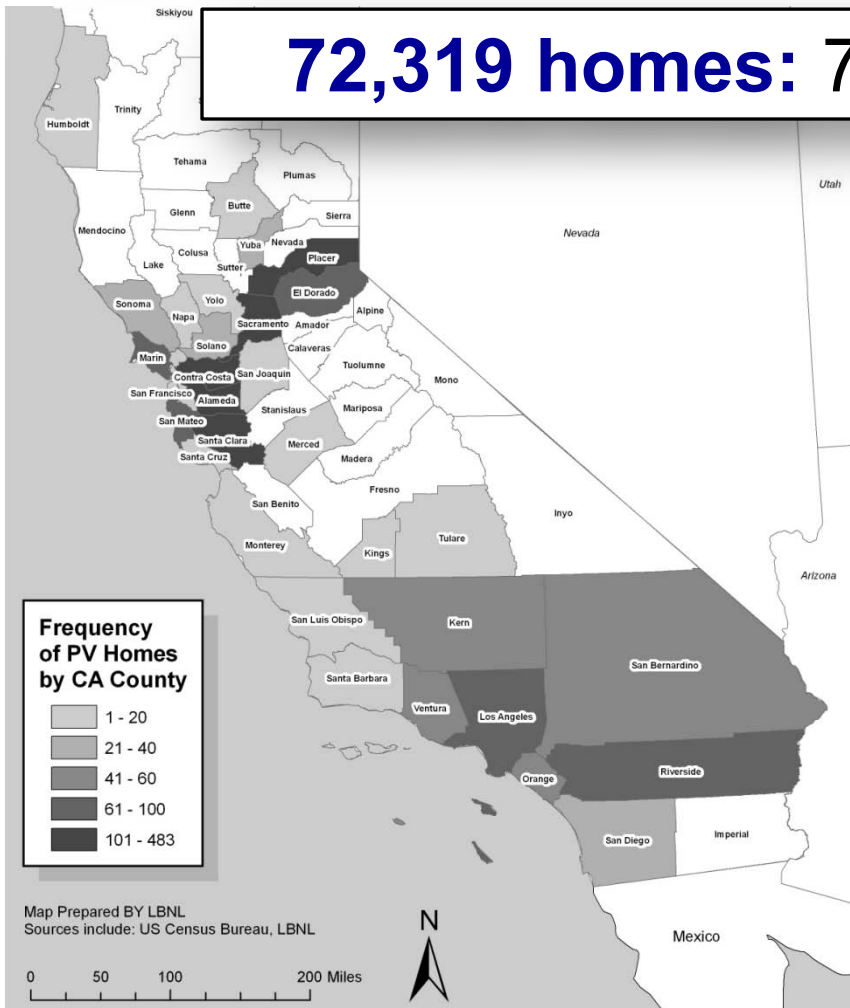 Siskiyou
72,319 homes: 7
Humboldt
Trinity
Tehama
Plumas
Utah
Glenn
Butte
Sierra
Mendocino
Nevada
Lake
Colusa
Yuba
Nevada
Sutter
Placer
Sonoma
Napa
Yolo
El Dorado
Alpine
Solano
Sacramento
Amador
Marin
Calaveras
Contra Costa
San Joaquin
Tuolumne
Mono
San Francisco
Alameda
Stanislaus
Mariposa
San Mateo
Santa Clara
Merced
Santa Cruz
Madera
Fresno
San Benito
Inyo
Monterey
Kings
Tulare
Arizona
San Luis Obispo
Kern
San Bernardino
Santa Barbara
Ventura
Los Angeles
Orange
Riverside
San Diego
Imperial
Mexico
Frequency
of PV Homes
by CA County
1 - 20
21 - 40
41 - 60
61 - 100
101 - 483
Map Prepared BY LBNL
Sources include: US Census Bureau, LBNL
N
0 50 100 200 Miles